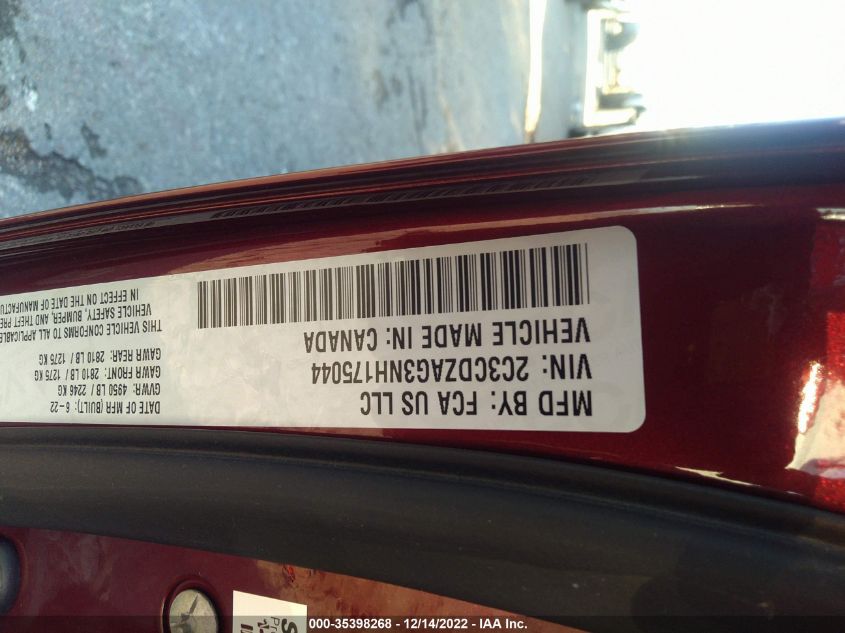 MFD BY: FCA US LLC
VIN: 2C3CDZAG3NH175044
VEHICLE MADE IN: CANADA
DATE OF MFR (BUILT): 6-22
GVWR: 4950 LB / 2246 KG
GAWR FRONT: 2810 LB / 1275 KG
GAWR REAR: 2810 LB / 1275 KG
THIS VEHICLE CONFORMS TO ALL APPLICABLE
VEHICLE SAFETY, BUMPER, AND THEFT
IN EFFECT ON THE DATE OF
000-35398268 - 12/14/2022 - IAA Inc.